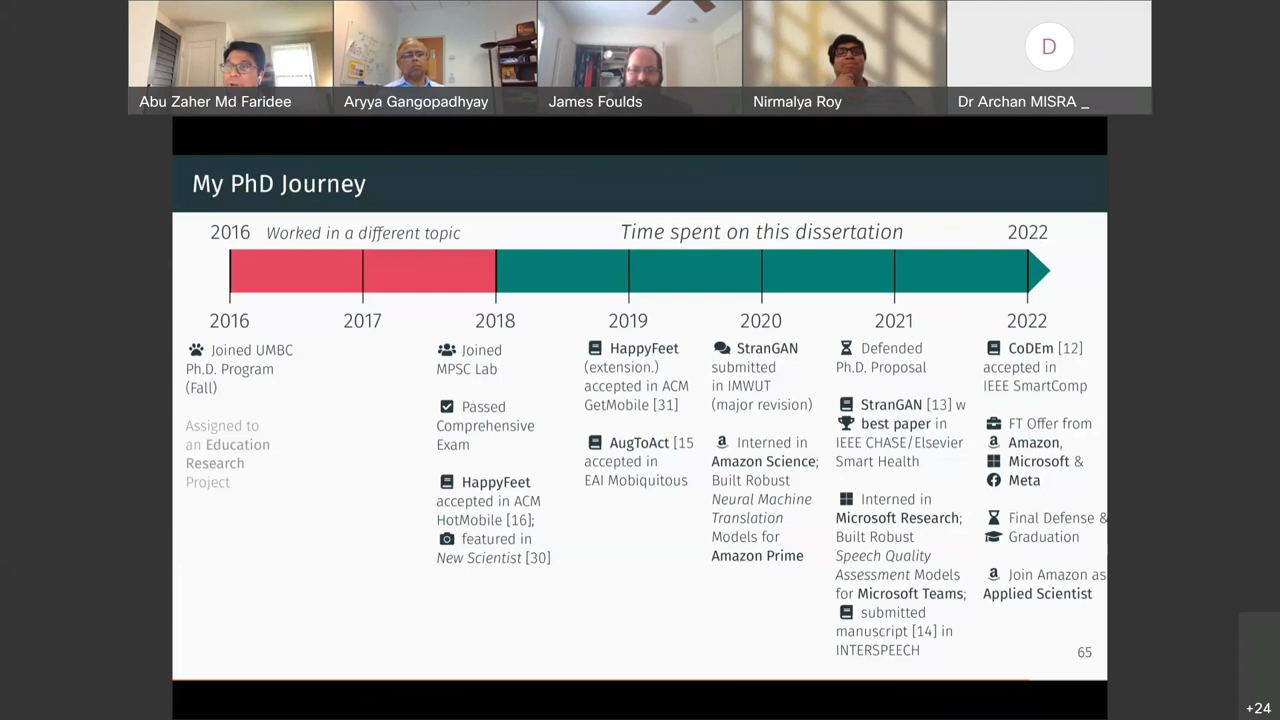 Abu Zaher Md Faridee
Aryya Gangopadhyay
James Foulds
Nirmalya Roy
D
Dr Archan MISRA _
My PhD Journey
2016 Worked in a different topic
Time spent on this dissertation
2022
2016
2017
2018
2019
2020
2021
2022
Joined UMBC
Ph.D. Program
(Fall)
Assigned to
an Education
Research
Project
Joined
MPSC Lab
Passed
Comprehensive
Exam
HappyFeet
accepted in ACM
HotMobile [16];
featured in
New Scientist [30]
HappyFeet
(extension.)
accepted in ACM
GetMobile [31]
AugToAct [15
accepted in
EAI Mobiquitous
StranGAN
submitted
in IMWUT
(major revision)
Interned in
Amazon Science;
Built Robust
Neural Machine
Translation
Models for
Amazon Prime
Defended
Ph.D. Proposal
StranGAN [13] w
best paper in
IEEE CHASE/Elsevier
Smart Health
Interned in
Microsoft Research;
Built Robust
Speech Quality
Assessment Models
for Microsoft Teams;
submitted
manuscript [14] in
INTERSPEECH
CoDEm [12]
accepted in
IEEE SmartComp
FT Offer from
Amazon,
Microsoft &
Meta
Final Defense &
Graduation
Join Amazon as
Applied Scientist
65
+24